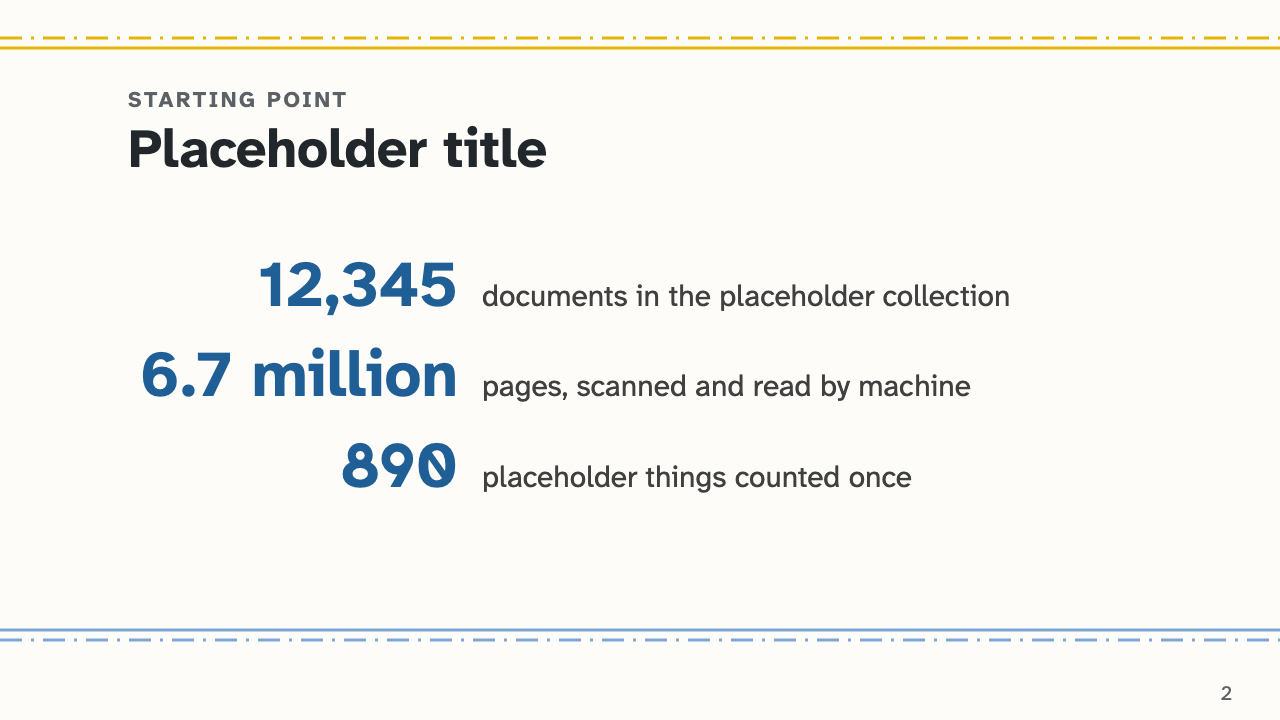 STARTING POINT
Placeholder title
12,345 documents in the placeholder collection
6.7 million pages, scanned and read by machine
890 placeholder things counted once
2